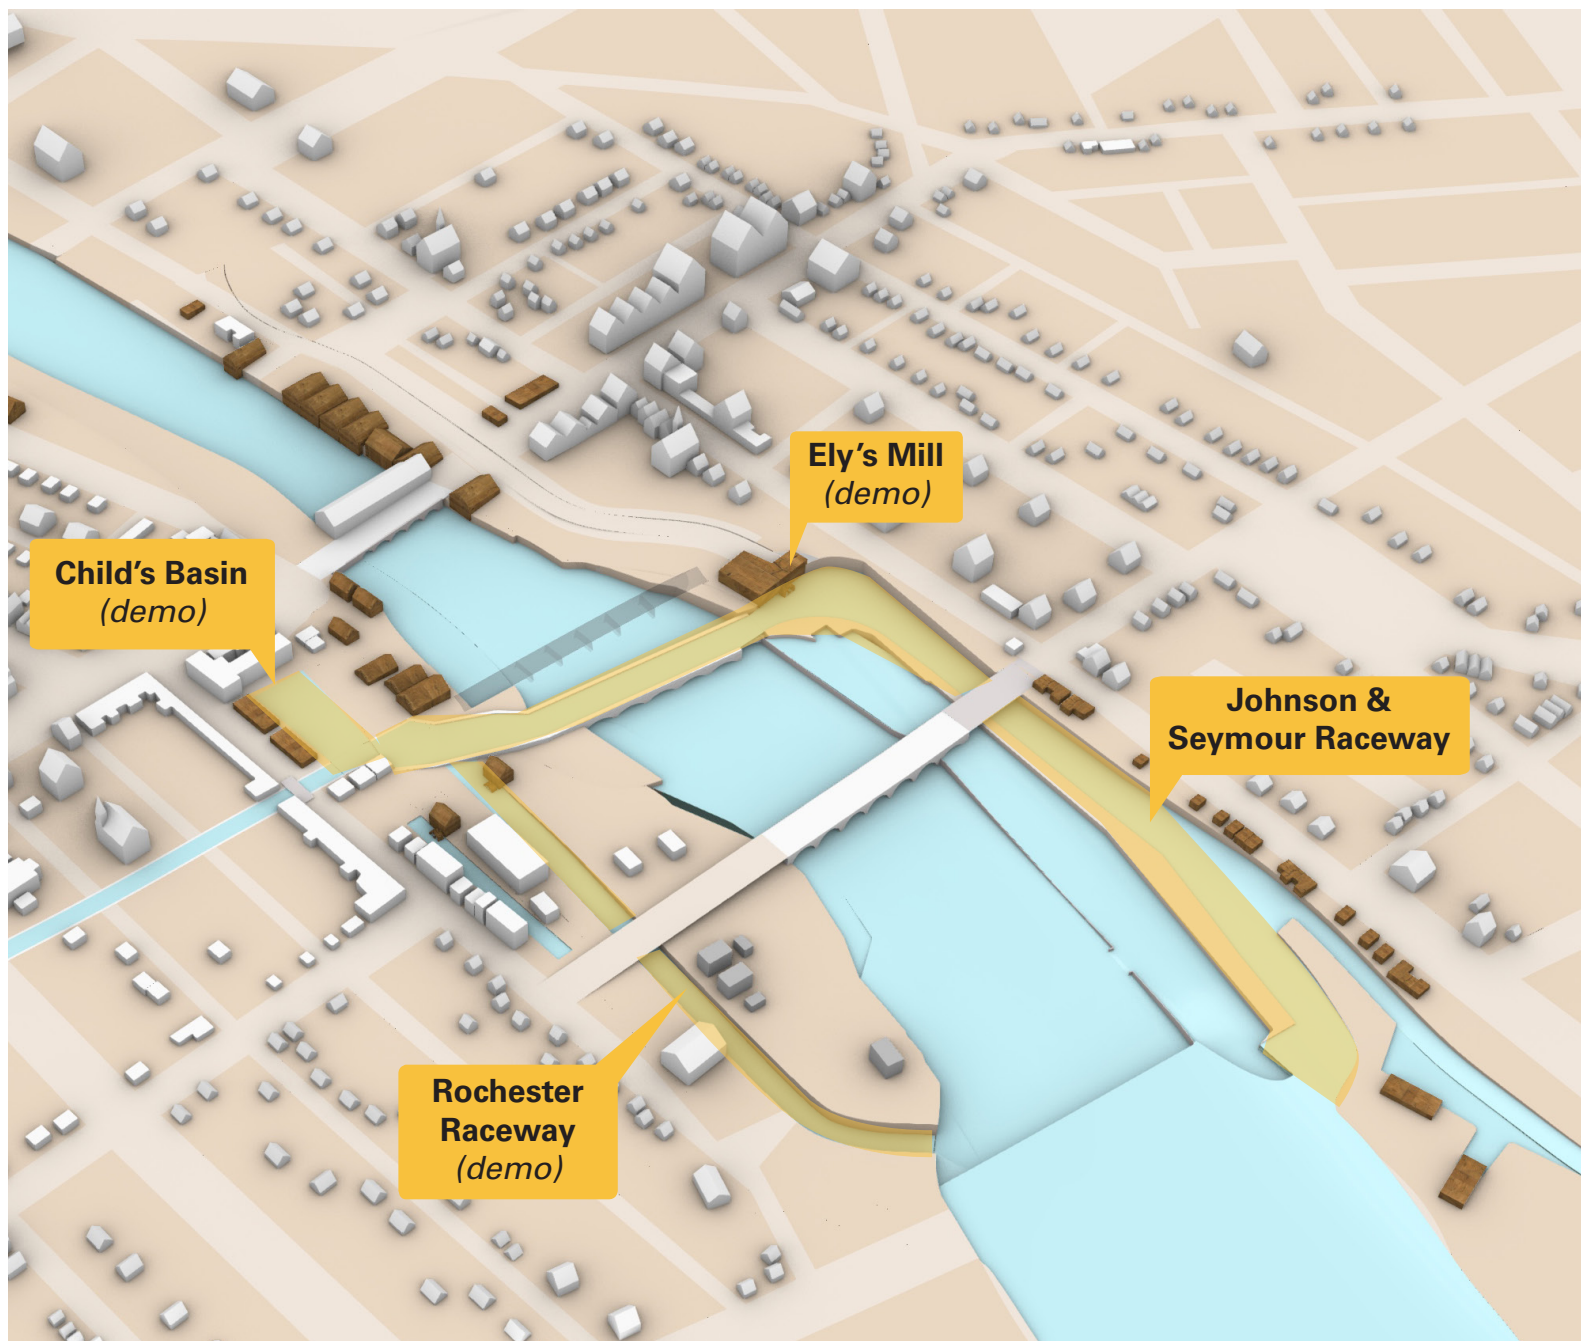 Ely’s Mill
(demo)
Child’s Basin
(demo)
Johnson &
Seymour Raceway
Rochester
Raceway
(demo)